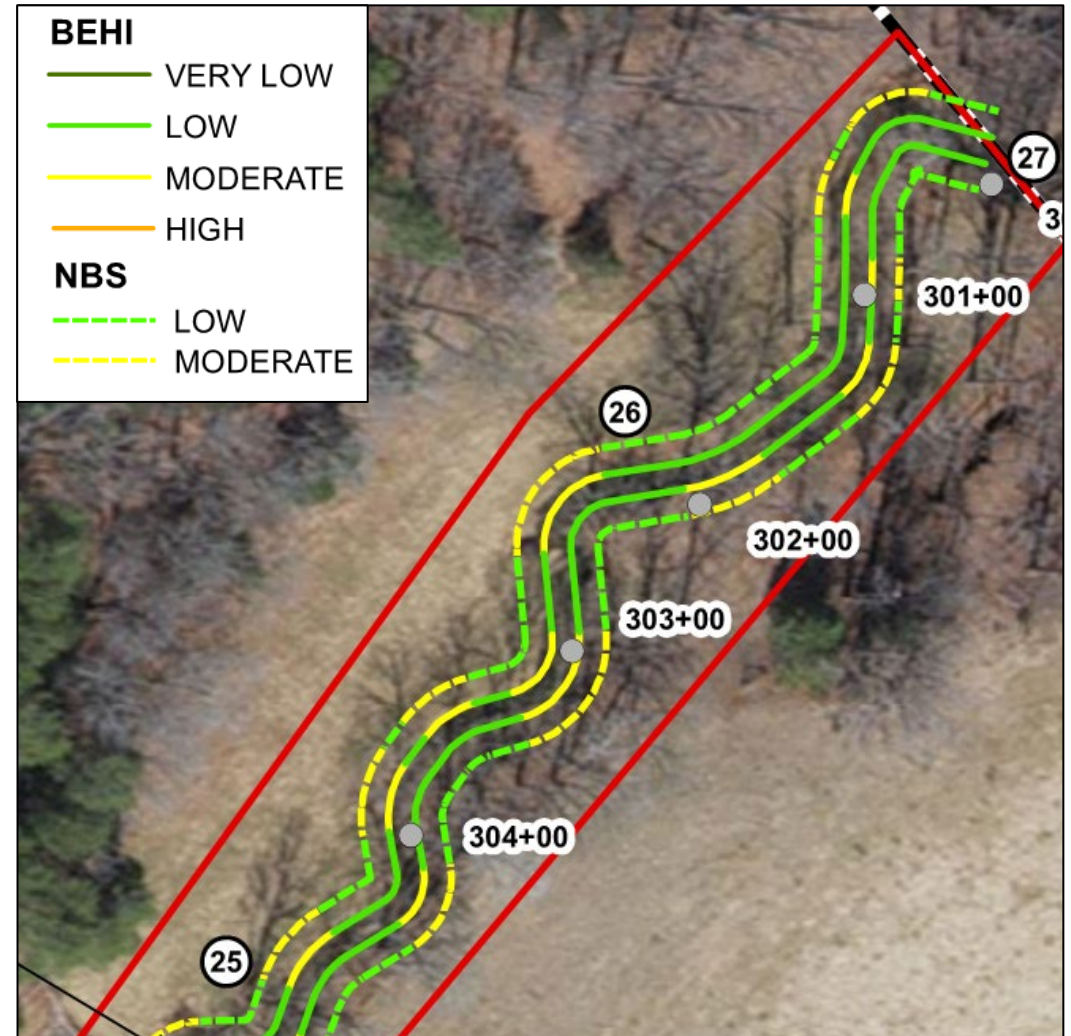 BEHI
VERY LOW
LOW
MODERATE
HIGH
NBS
LOW
MODERATE
27
3
301+00
26
302+00
303+00
304+00
25